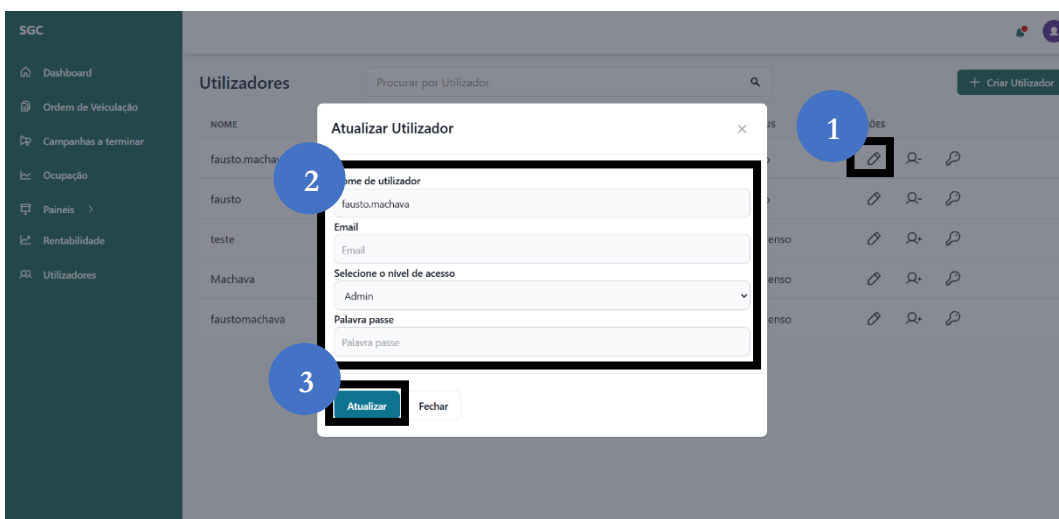 SGC
Dashboard
Ordem de Veiculação
Campanhas a terminar
Ocupação
Paineis >
Rentabilidade
Utilizadores
Utilizadores
Procurar por Utilizador
+ Criar Utilizador
NOME
1
fausto.macha
fausto
teste
Machava
faustomachava
Atualizar Utilizador
2
ome de utilizador
fausto.machava
Email
Email
Selecione o nível de acesso
Admin
Palavra passe
Palavra passe
3
Atualizar Fechar
US
ÕES
enso
enso
enso